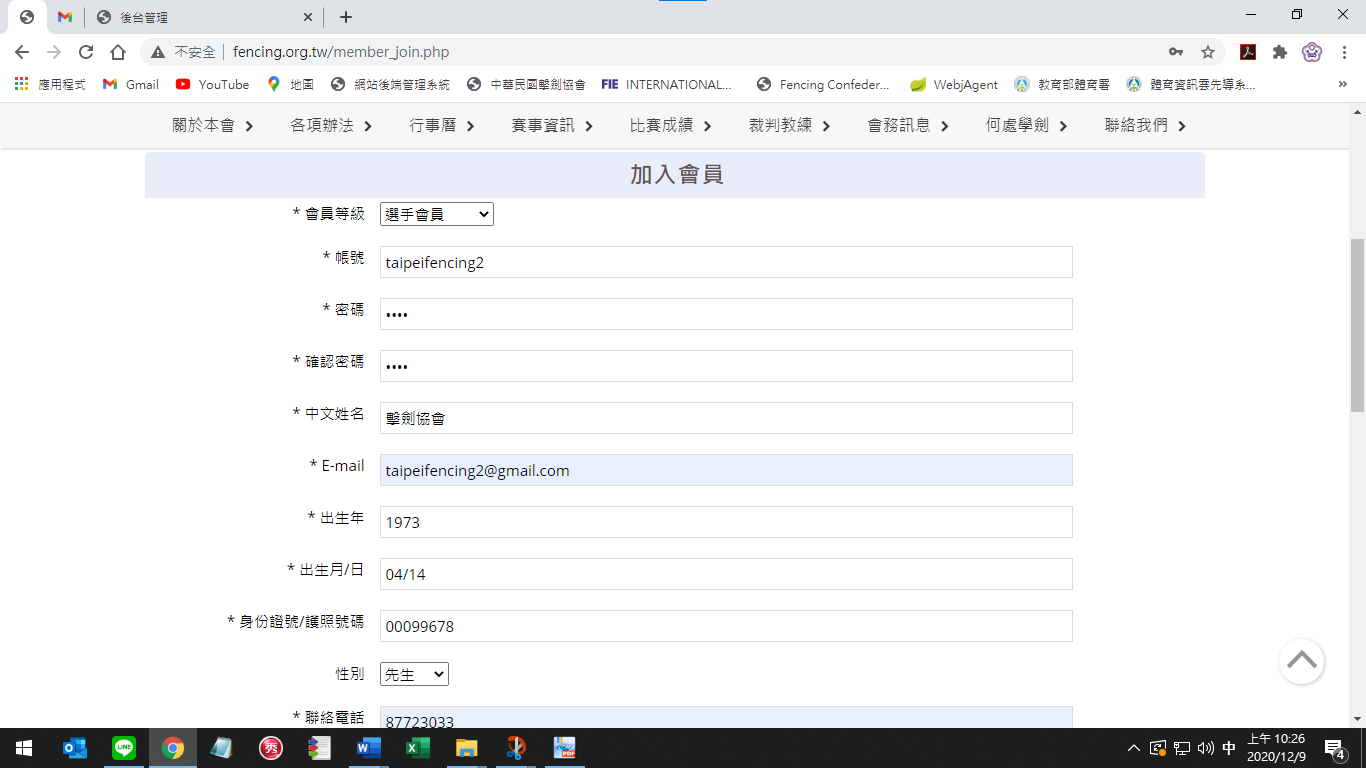 後台管理
不安全 fencing.org.tw/member_join.php
應用程式 Gmail YouTube 地圖 網站後端管理系統 中華民國擊劍協會 FIE INTERNATIONAL... Fencing Confeder... WebjAgent 教育部體育署 體育資訊雲先導系...
關於本會 各項辦法 行事曆 賽事資訊 比賽成績 裁判教練 會務訊息 何處學劍 聯絡我們
加入會員
* 會員等級 選手會員
* 帳號 taipeifencing2
* 密碼 ••••
* 確認密碼 ••••
* 中文姓名 擊劍協會
* E-mail taipeifencing2@gmail.com
* 出生年 1973
* 出生月/日 04/14
* 身份證號/護照號碼 00099678
性別 先生
* 聯絡電話 87723033
中 上午 10:26
2020/12/9 4